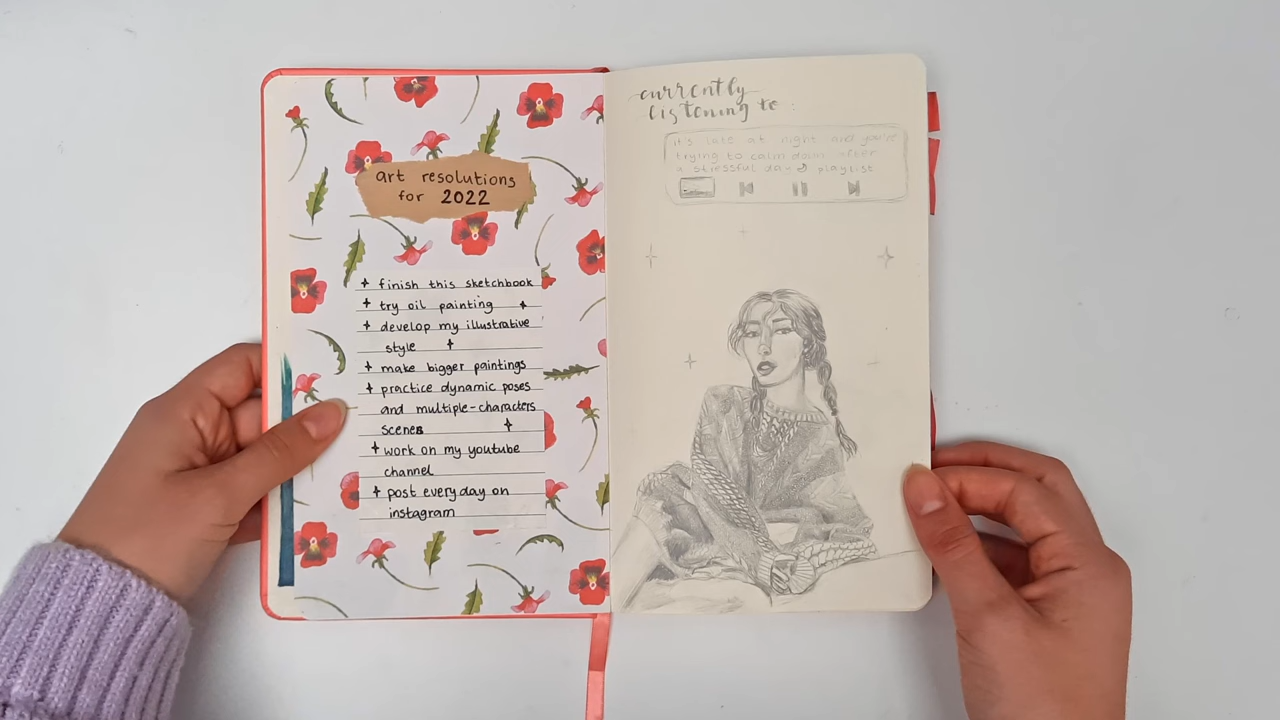 art resolutions
for 2022
finish this sketchbook
try oil painting
develop my illustrative
style
make bigger paintings
practice dynamic poses
and multiple-characters
scenes
work on my youtube
channel
post everyday on
instagram
currently
listening to :
it's late at night and you're
trying to calm down after
a stressful day playlist